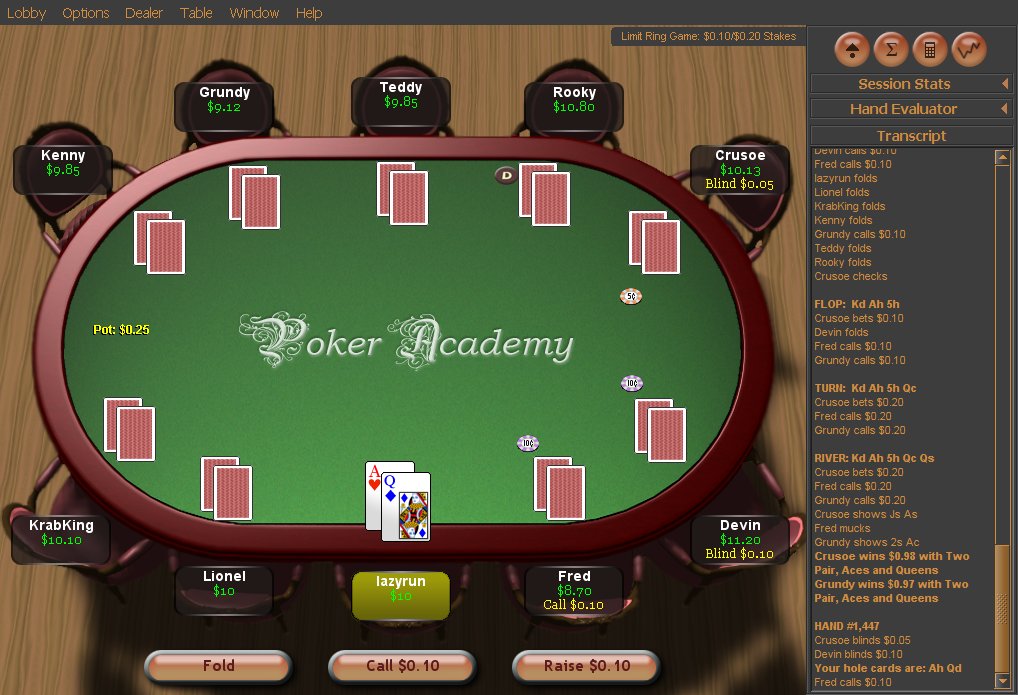 Lobby Options Dealer Table Window Help
Limit Ring Game: $0.10/$0.20 Stakes
Grundy
$9.12
Teddy
$9.85
Rooky
$10.80
Kenny
$9.85
Crusoe
$10.13
Blind $0.05
D
5¢
Pot: $0.25
Poker Academy
10¢
10¢
A
Q
KrabKing
$10.10
Lionel
$10
lazyrun
$10
Fred
$8.70
Call $0.10
Devin
$11.20
Blind $0.10
Fold
Call $0.10
Raise $0.10
Σ
Session Stats
Hand Evaluator
Transcript
Devin calls $0.10
Fred calls $0.10
lazyrun folds
Lionel folds
KrabKing folds
Kenny folds
Grundy calls $0.10
Teddy folds
Rooky folds
Crusoe checks
FLOP: Kd Ah 5h
Crusoe bets $0.10
Devin folds
Fred calls $0.10
Grundy calls $0.10
TURN: Kd Ah 5h Qc
Crusoe bets $0.20
Fred calls $0.20
Grundy calls $0.20
RIVER: Kd Ah 5h Qc Qs
Crusoe bets $0.20
Fred calls $0.20
Grundy calls $0.20
Crusoe shows Js As
Fred mucks
Grundy shows 2s Ac
Crusoe wins $0.98 with Two
Pair, Aces and Queens
Grundy wins $0.97 with Two
Pair, Aces and Queens
HAND #1,447
Crusoe blinds $0.05
Devin blinds $0.10
Your hole cards are: Ah Qd
Fred calls $0.10